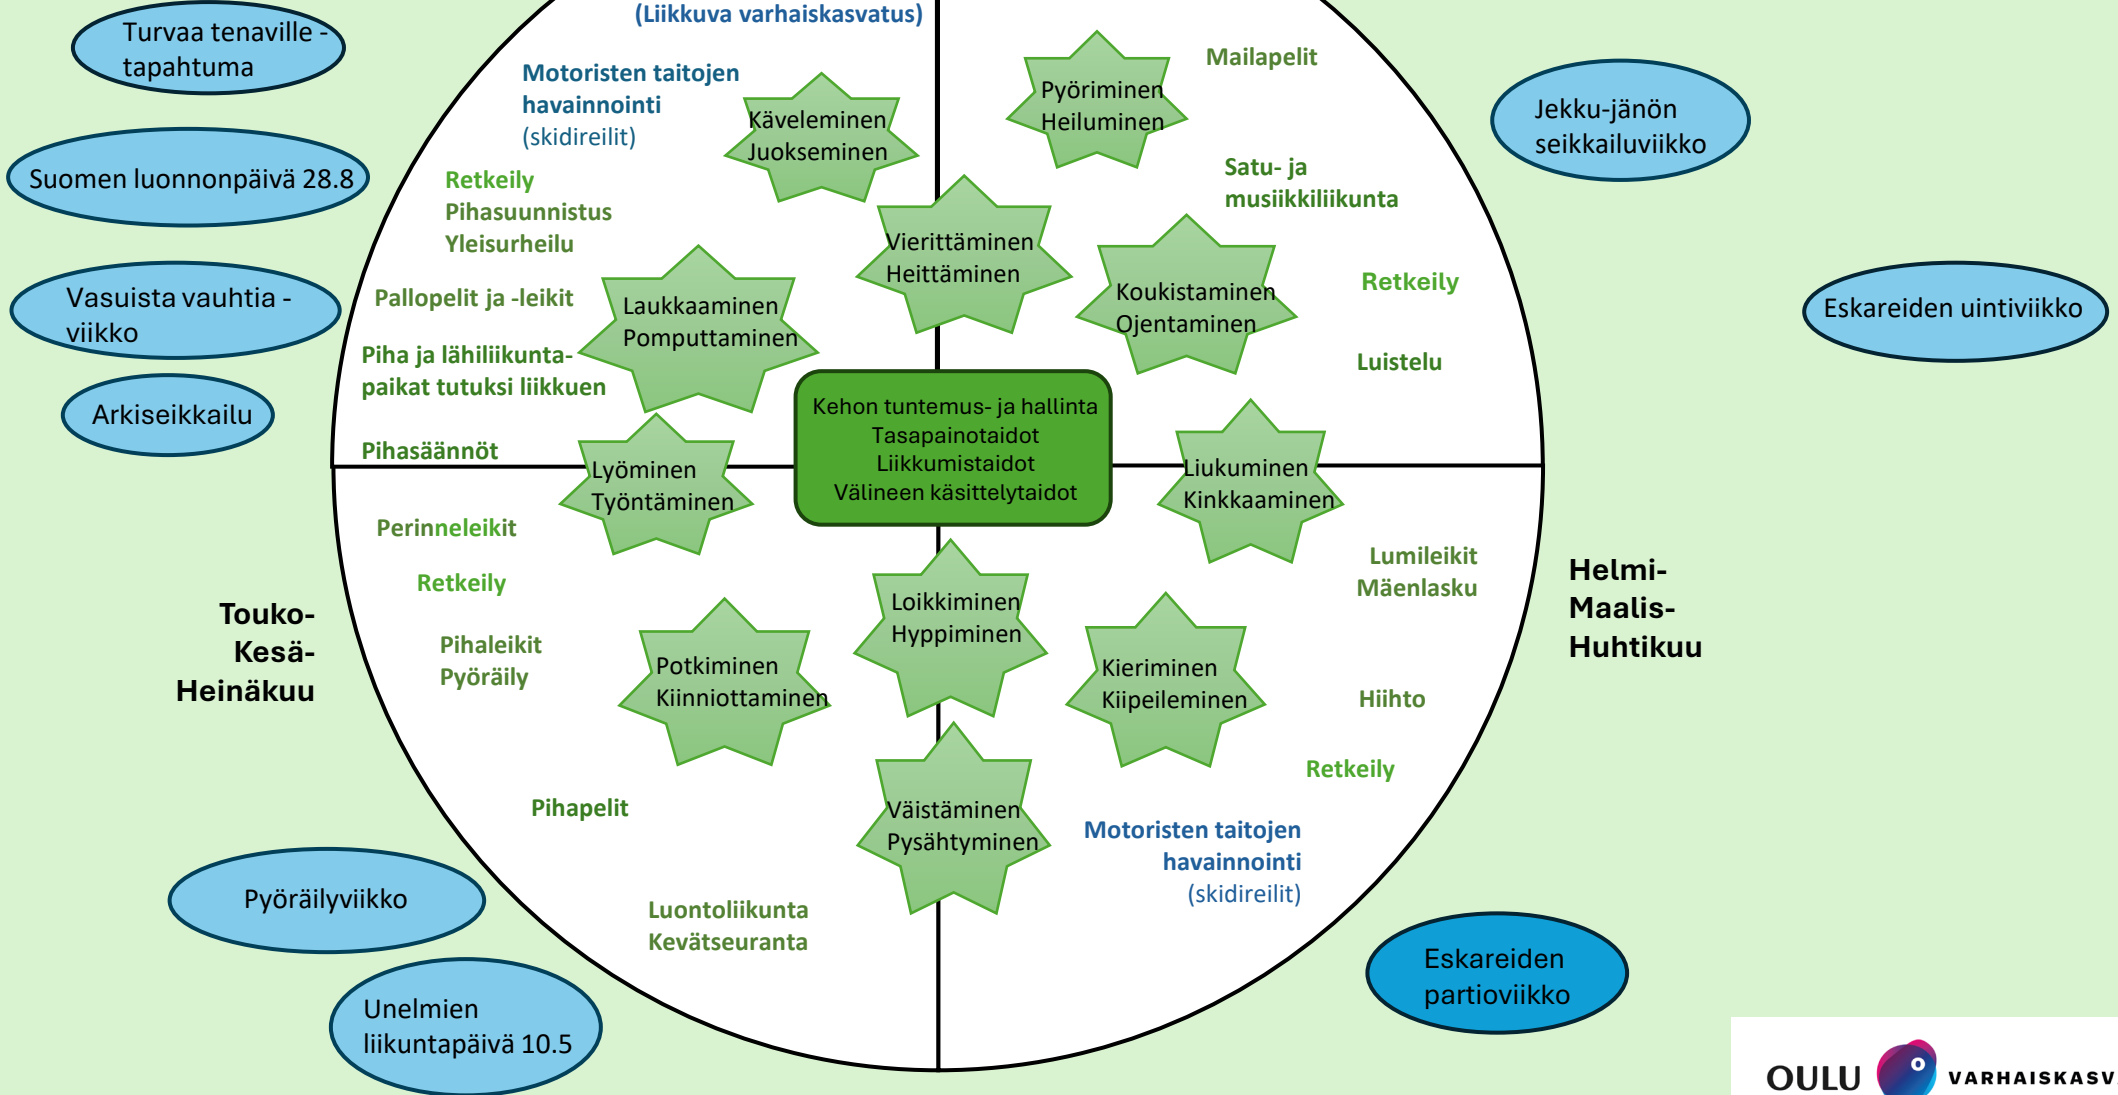 (Liikkuva varhaiskasvatus)
Turvaa tenaville -
tapahtuma
Suomen luonnonpäivä 28.8
Vasuista vauhtia -
viikko
Arkiseikkailu
Motoristen taitojen
havainnointi
(skidireilit)
Käveleminen
Juokseminen
Retkeily
Pihasuunnistus
Yleisurheilu
Pallopelit ja -leikit
Laukkaaminen
Pomputtaminen
Piha ja lähiliikunta-
paikat tutuksi liikkuen
Pihasäännöt
Lyöminen
Työntäminen
Vierittäminen
Heittäminen
Pyöriminen
Heiluminen
Mailapelit
Satu- ja
musiikkiliikunta
Koukistaminen
Ojentaminen
Retkeily
Luistelu
Jekku-jänön
seikkailuviikko
Eskareiden uintiviikko
Kehon tuntemus- ja hallinta
Tasapainotaidot
Liikkumistaidot
Välineen käsittelytaidot
Liukuminen
Kinkkaaminen
Perinneleikit
Retkeily
Pihaleikit
Pyöräily
Touko-
Kesä-
Heinäkuu
Potkiminen
Kiinniottaminen
Loikkiminen
Hyppiminen
Kieriminen
Kiipeileminen
Lumileikit
Mäenlasku
Helmi-
Maalis-
Huhtikuu
Hiihto
Retkeily
Pihapelit
Väistäminen
Pysähtyminen
Motoristen taitojen
havainnointi
(skidireilit)
Luontoliikunta
Kevätseuranta
Pyöräilyviikko
Unelmien
liikuntapäivä 10.5
Eskareiden
partioviikko
OULU
VARHAISKASV